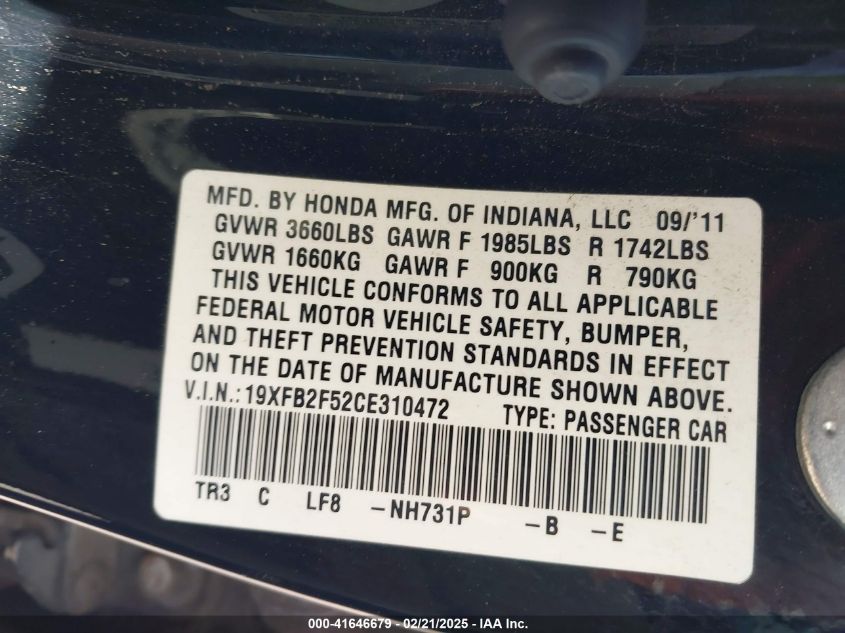 MFD. BY HONDA MFG. OF INDIANA, LLC 09/'11
GVWR 3660LBS GAWR F 1985LBS R 1742LBS
GVWR 1660KG GAWR F 900KG R 790KG
THIS VEHICLE CONFORMS TO ALL APPLICABLE
FEDERAL MOTOR VEHICLE SAFETY, BUMPER,
AND THEFT PREVENTION STANDARDS IN EFFECT
ON THE DATE OF MANUFACTURE SHOWN ABOVE.
V.I.N.: 19XFB2F52CE310472 TYPE: PASSENGER CAR
TR3 C LF8 -NH731P -B -E
000-41646679 - 02/21/2025 - IAA Inc.